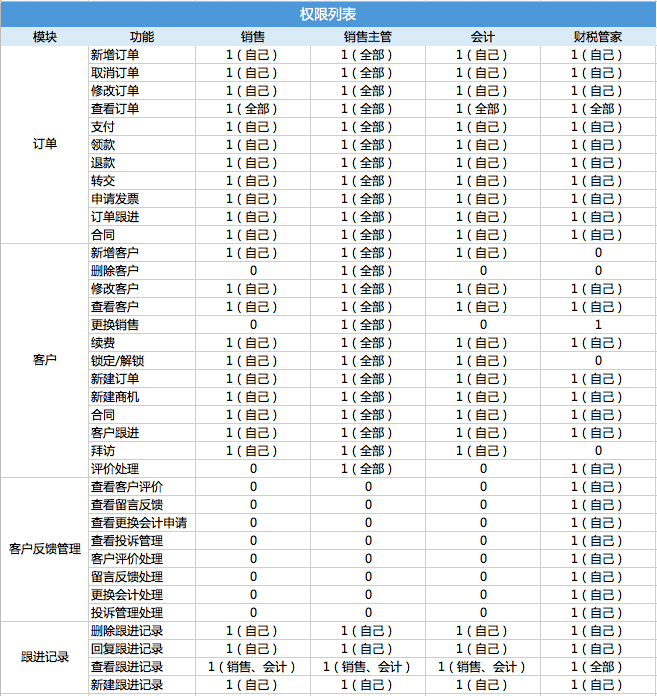 权限列表
模块 功能 销售 销售主管 会计 财税管家
新增订单 1（自己） 1（全部） 1（自己） 1（自己）
取消订单 1（自己） 1（全部） 1（自己） 1（自己）
修改订单 1（自己） 1（全部） 1（自己） 1（自己）
查看订单 1（全部） 1（全部） 1（全部） 1（全部）
支付 1（自己） 1（全部） 1（自己） 1（自己）
订单 领款 1（自己） 1（全部） 1（自己） 1（自己）
退款 1（自己） 1（全部） 1（自己） 1（自己）
转交 1（自己） 1（全部） 1（自己） 1（自己）
申请发票 1（自己） 1（全部） 1（自己） 1（自己）
订单跟进 1（自己） 1（全部） 1（自己） 1（自己）
合同 1（自己） 1（全部） 1（自己） 1（自己）
新增客户 1（自己） 1（全部） 1（自己） 0
删除客户 0 1（全部） 0 0
修改客户 1（自己） 1（全部） 1（自己） 1（自己）
查看客户 1（自己） 1（全部） 1（自己） 1（自己）
更换销售 0 1（全部） 0 1
续费 1（自己） 1（全部） 1（自己） 1（自己）
客户 锁定/解锁 1（自己） 1（全部） 1（自己） 0
新建订单 1（自己） 1（全部） 1（自己） 1（自己）
新建商机 1（自己） 1（全部） 1（自己） 1（自己）
合同 1（自己） 1（全部） 1（自己） 1（自己）
客户跟进 1（自己） 1（全部） 1（自己） 1（自己）
拜访 1（自己） 1（全部） 1（自己） 0
评价处理 0 1（全部） 0 1（自己）
查看客户评价 0 0 0 1（自己）
查看留言反馈 0 0 0 1（自己）
查看更换会计申请 0 0 0 1（自己）
查看投诉管理 0 0 0 1（自己）
客户反馈管理 客户评价处理 0 0 0 1（自己）
留言反馈处理 0 0 0 1（自己）
更换会计处理 0 0 0 1（自己）
投诉管理处理 0 0 0 1（自己）
删除跟进记录 1（自己） 1（自己） 1（自己） 1（自己）
回复跟进记录 1（自己） 1（自己） 1（自己） 1（自己）
跟进记录 查看跟进记录 1（销售、会计） 1（销售、会计） 1（销售、会计） 1（全部）
新建跟进记录 1（自己） 1（自己） 1（自己） 1（自己）